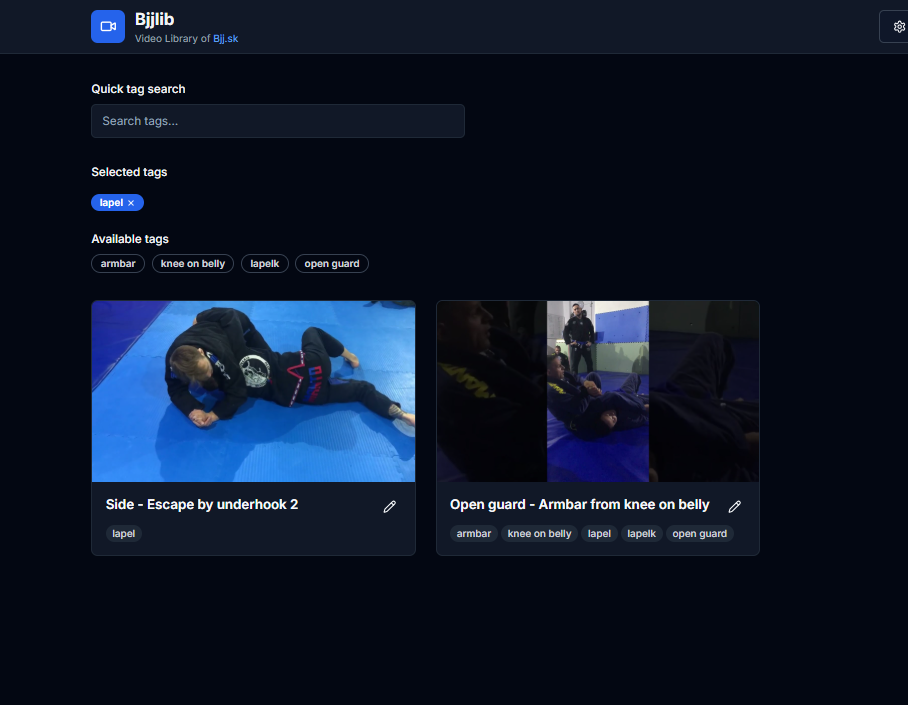 Bjjlib
Video Library of Bjj.sk
Quick tag search
Search tags...
Selected tags
lapel ×
Available tags
armbar knee on belly lapelk open guard
Side - Escape by underhook 2
lapel
Open guard - Armbar from knee on belly
armbar knee on belly lapel lapelk open guard